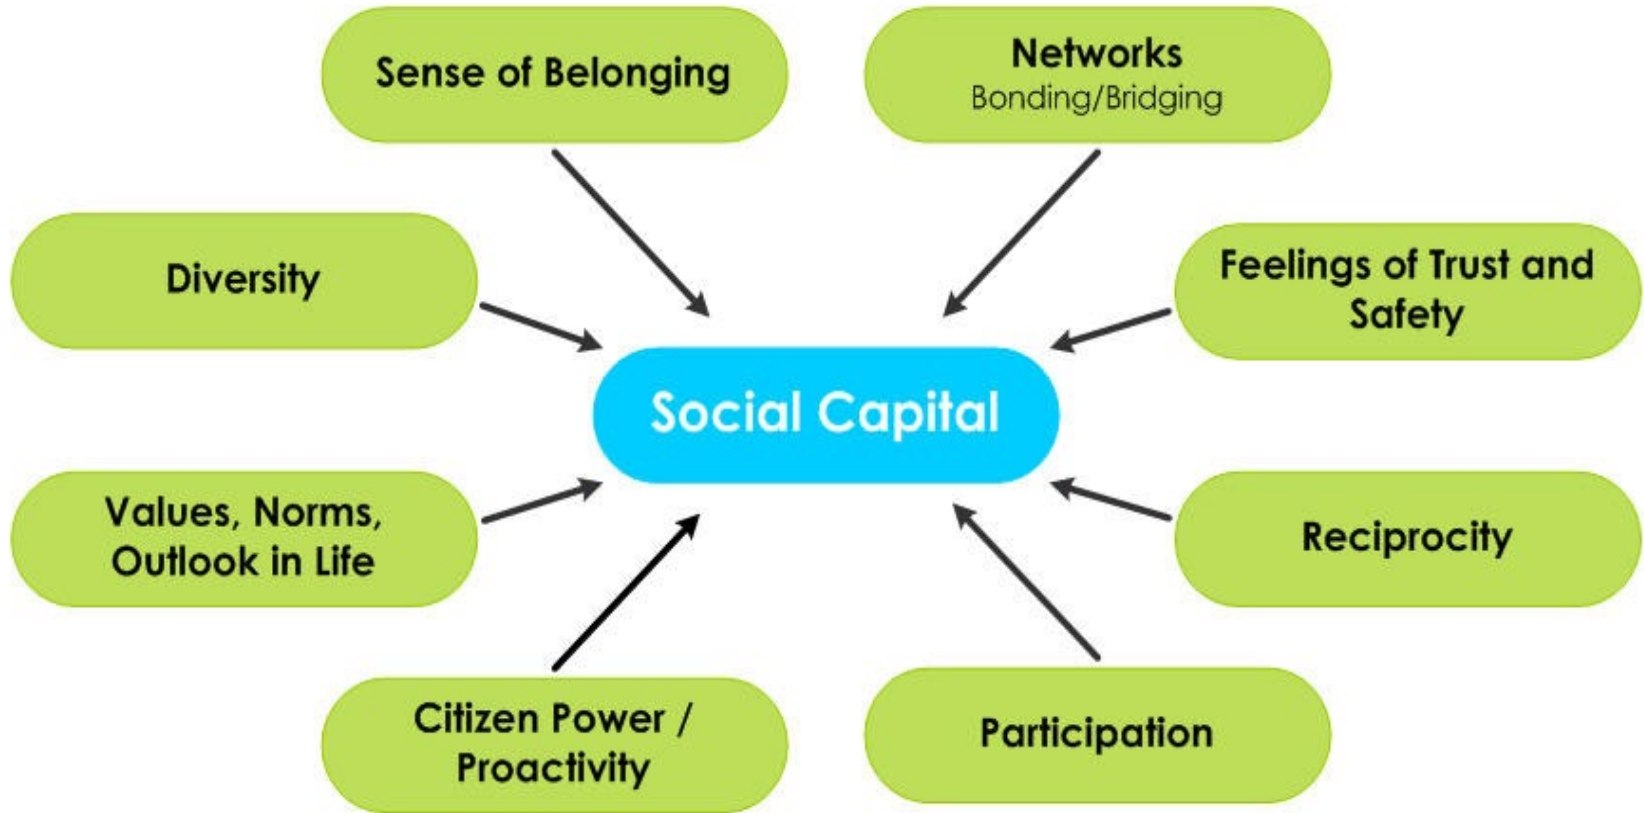 Sense of Belonging
Networks
Bonding/Bridging
Diversity
Feelings of Trust and
Safety
Social Capital
Values, Norms,
Outlook in Life
Reciprocity
Citizen Power /
Proactivity
Participation